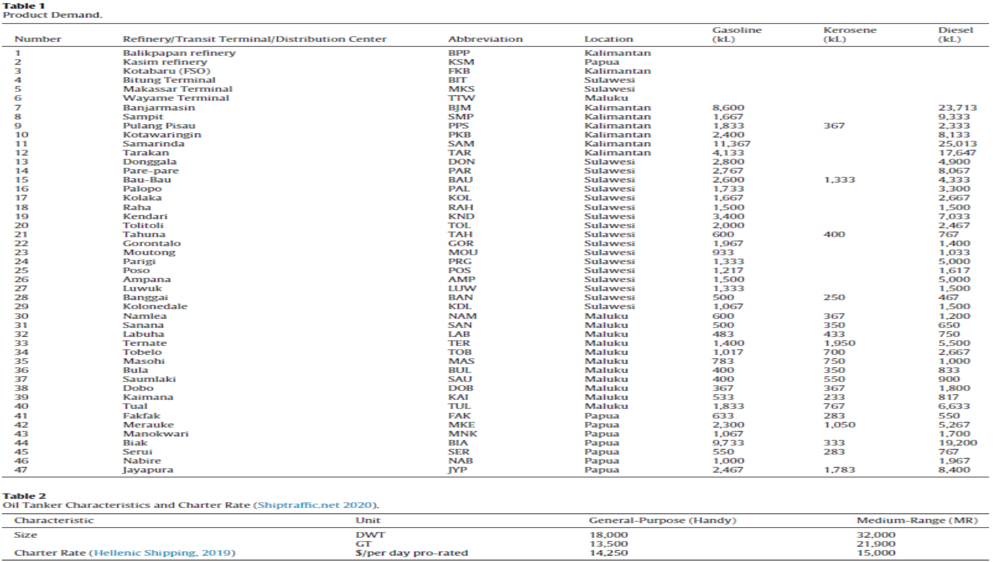 Table 1
Product Demand.
Number Refinery/Transit Terminal/Distribution Center Abbreviation Location Gasoline (kL) Kerosene (kL) Diesel (kL)
1 Balikpapan refinery BPP Kalimantan
2 Kasim refinery KSM Papua
3 Kotabaru (FSO) FKB Kalimantan
4 Bitung Terminal BIT Sulawesi
5 Makassar Terminal MKS Sulawesi
6 Wayame Terminal TTW Maluku
7 Banjarmasin BJM Kalimantan 8,600 23,713
8 Sampit SMP Kalimantan 1,667 9,333
9 Pulang Pisau PPS Kalimantan 1,833 367 2,333
10 Kotawaringin PKB Kalimantan 2,400 8,133
11 Samarinda SAM Kalimantan 11,367 25,013
12 Tarakan TAR Kalimantan 4,133 17,647
13 Donggala DON Sulawesi 2,800 4,900
14 Pare-pare PAR Sulawesi 2,767 8,067
15 Bau-Bau BAU Sulawesi 2,600 1,333 4,333
16 Palopo PAL Sulawesi 1,733 3,300
17 Kolaka KOL Sulawesi 1,667 2,667
18 Raha RAH Sulawesi 1,500 1,500
19 Kendari KND Sulawesi 3,400 7,033
20 Tolitoli TOL Sulawesi 2,000 2,467
21 Tahuna TAH Sulawesi 600 400 767
22 Gorontalo GOR Sulawesi 1,967 1,400
23 Moutong MOU Sulawesi 933 1,033
24 Parigi PRG Sulawesi 1,333 5,000
25 Poso POS Sulawesi 1,217 1,617
26 Ampana AMP Sulawesi 1,500 5,000
27 Luwuk LUW Sulawesi 1,333 1,500
28 Banggai BAN Sulawesi 500 250 467
29 Kolonedale KDL Sulawesi 1,067 1,500
30 Namlea NAM Maluku 600 367 1,200
31 Sanana SAN Maluku 500 350 650
32 Labuha LAB Maluku 483 433 750
33 Ternate TER Maluku 1,400 1,950 5,500
34 Tobelo TOB Maluku 1,017 700 2,667
35 Masohi MAS Maluku 783 750 1,000
36 Bula BUL Maluku 400 350 833
37 Saumlaki SAU Maluku 400 550 900
38 Dobo DOB Maluku 367 367 1,800
39 Kaimana KAI Maluku 533 233 817
40 Tual TUL Maluku 1,833 767 6,633
41 Fakfak FAK Papua 633 283 550
42 Merauke MKE Papua 2,300 1,050 5,267
43 Manokwari MNK Papua 1,067 1,700
44 Biak BIA Papua 9,733 333 19,200
45 Serui SER Papua 550 283 767
46 Nabire NAB Papua 1,000 1,967
47 Jayapura JYP Papua 2,467 1,783 8,400
Table 2
Oil Tanker Characteristics and Charter Rate (Shiptraffic.net 2020).
Characteristic Unit General-Purpose (Handy) Medium-Range (MR)
Size DWT 18,000 32,000
GT 13,500 21,900
Charter Rate (Hellenic Shipping, 2019) $/per day pro-rated 14,250 15,000